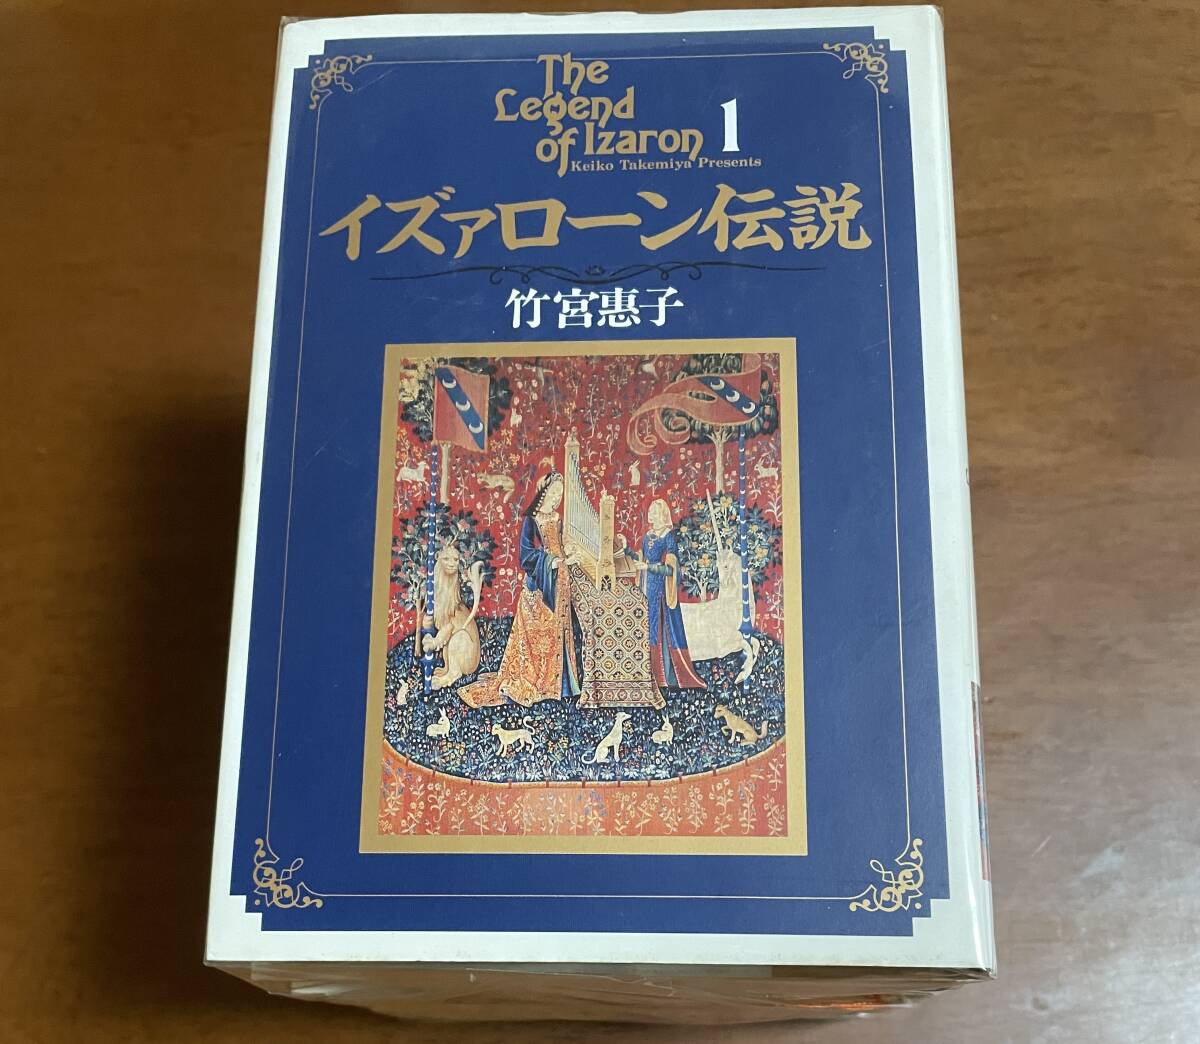 The
Legend
of Izaron 1
Keiko Takemiya Presents
イズァローン伝説
竹宮惠子